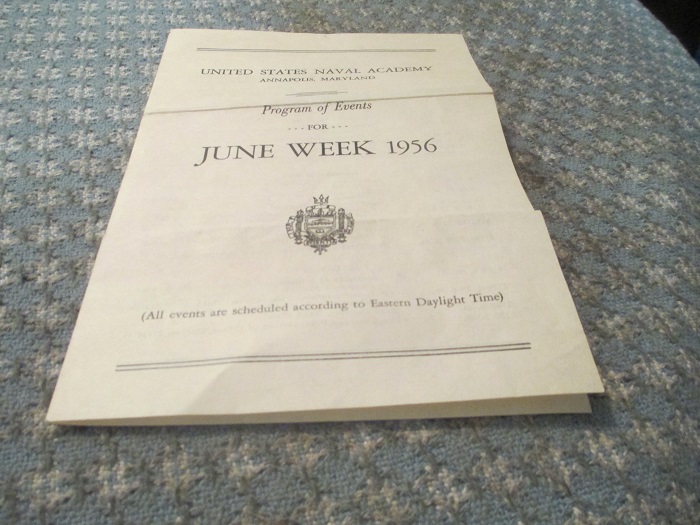 UNITED STATES NAVAL ACADEMY
ANNAPOLIS, MARYLAND
Program of Events
- - - FOR - - -
JUNE WEEK 1956
(All events are scheduled according to Eastern Daylight Time)